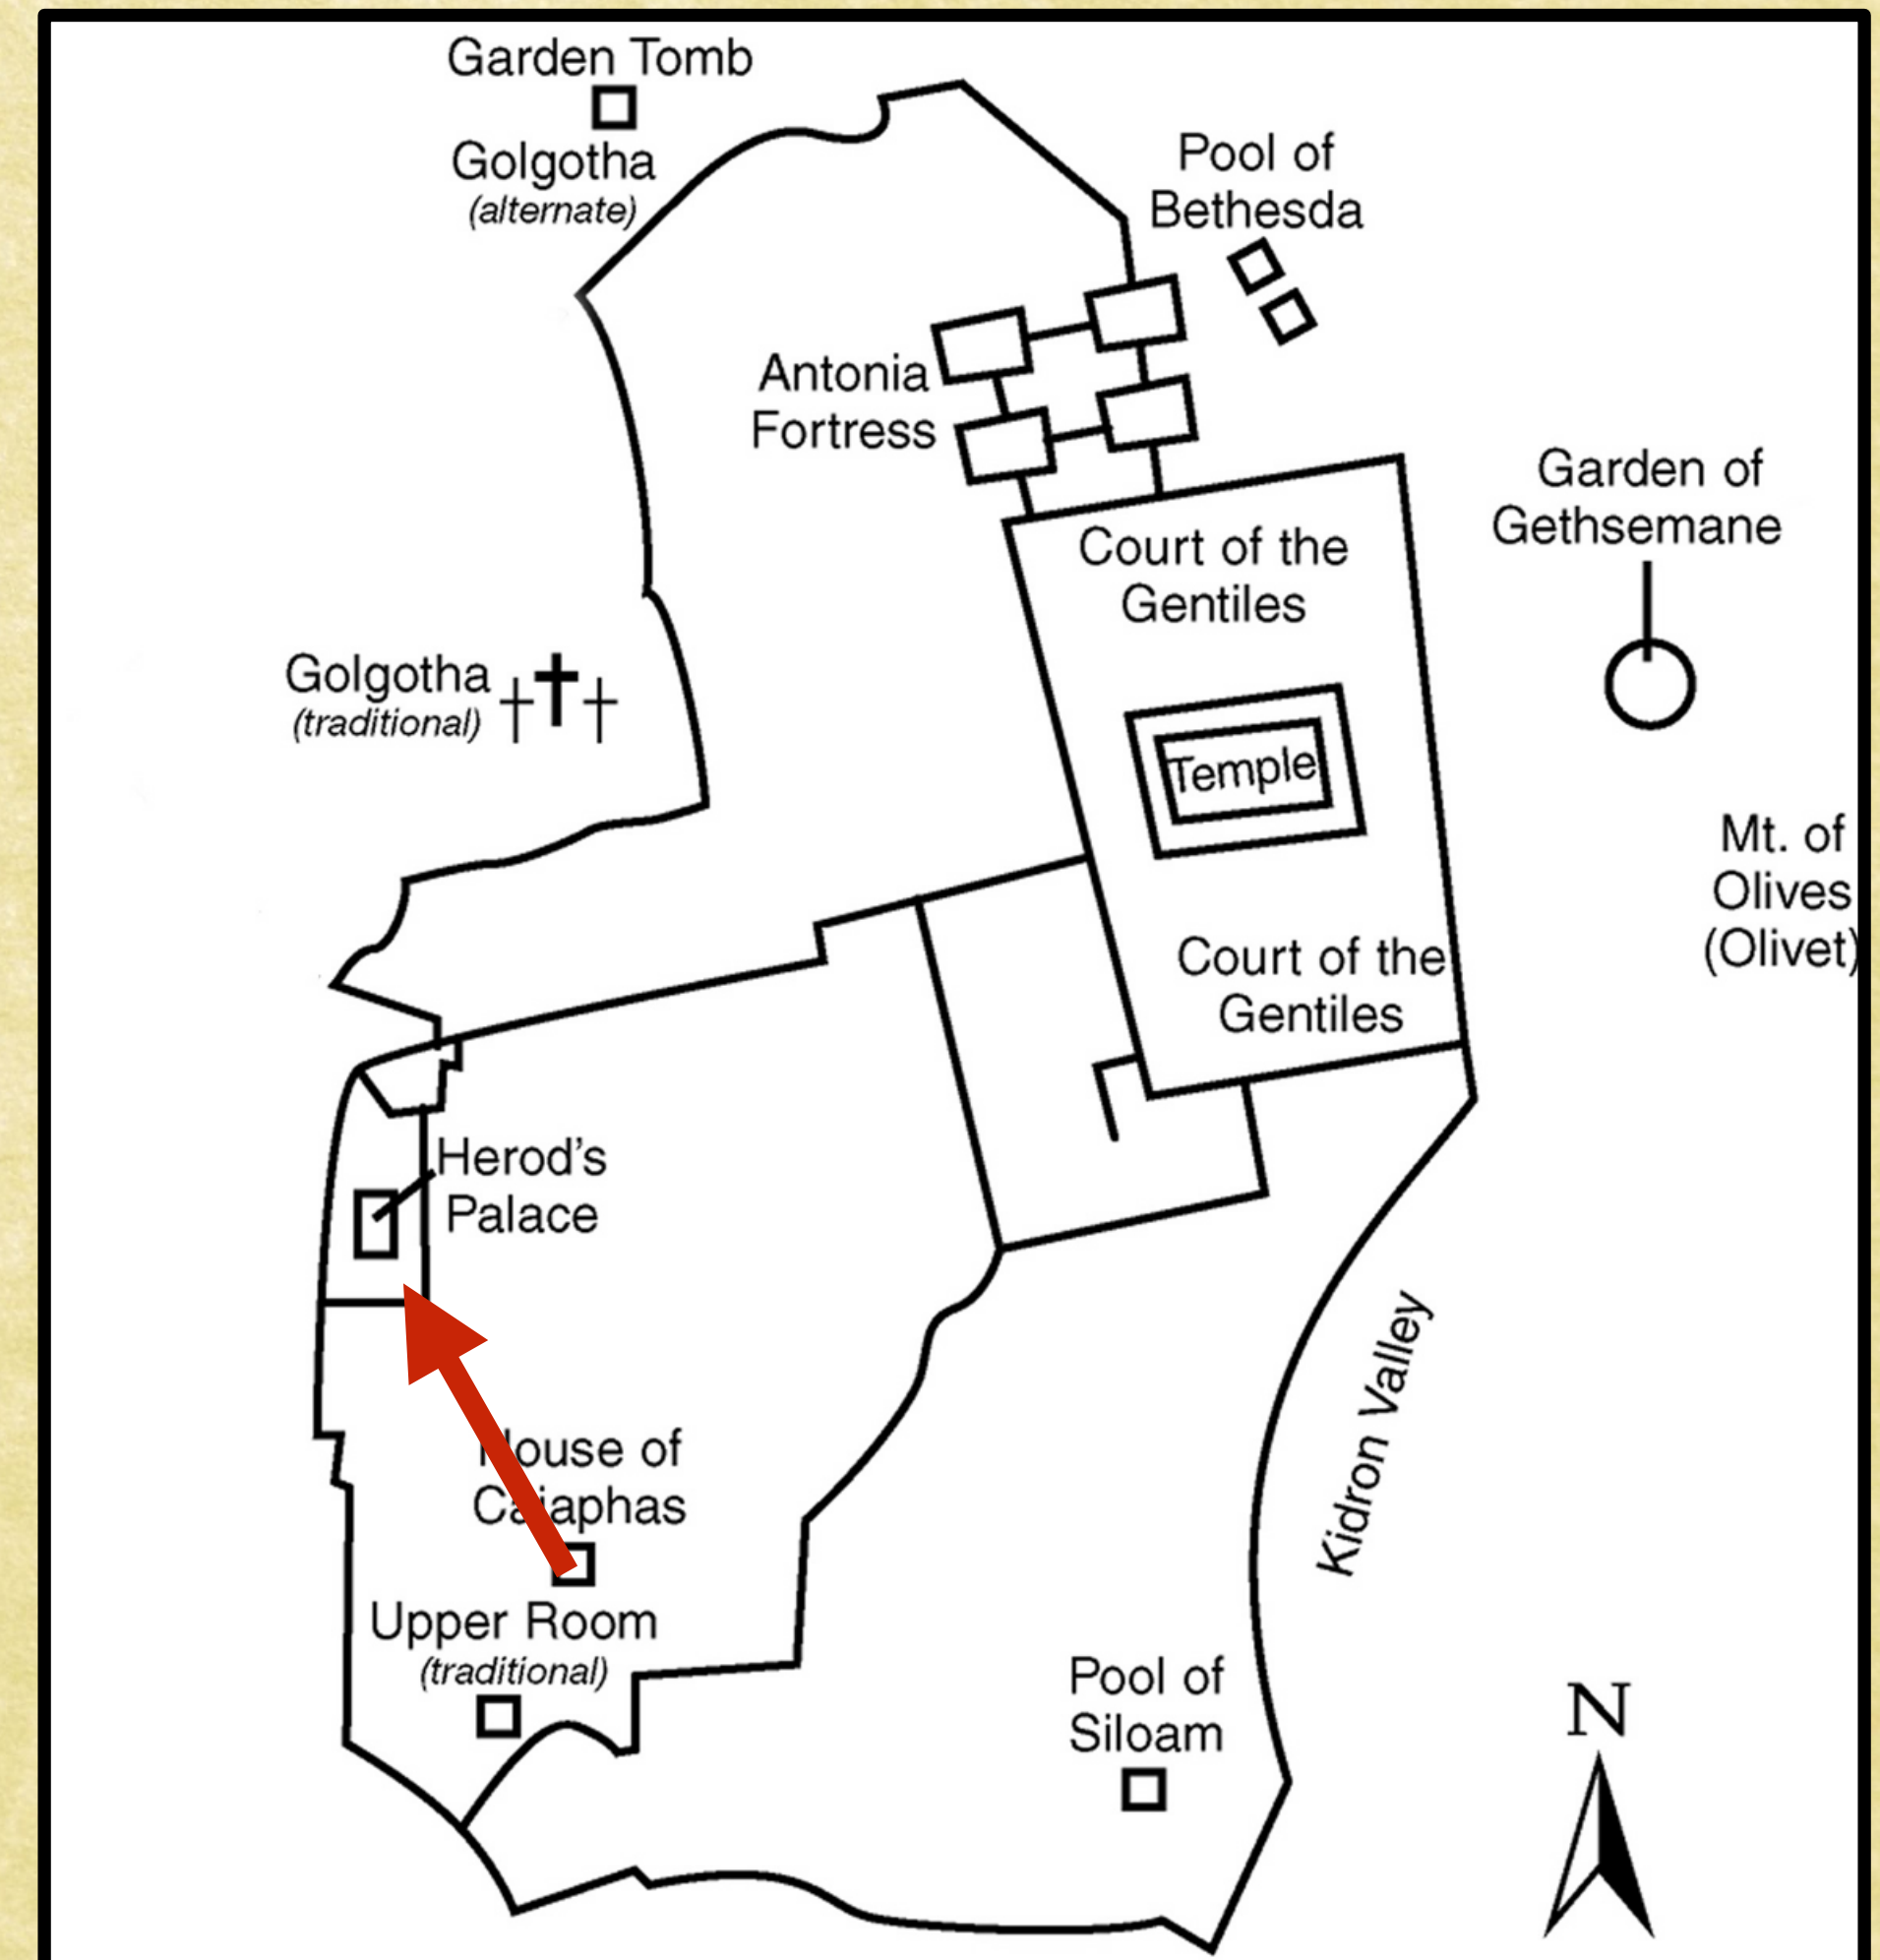 Garden Tomb
Golgotha
(alternate)
Pool of
Bethesda
Antonia
Fortress
Garden of
Gethsemane
Court of the
Gentiles
Golgotha
(traditional)
Temple
Mt. of
Olives
(Olivet)
Court of the
Gentiles
Herod's
Palace
Kidron Valley
House of
Caiaphas
Upper Room
(traditional)
Pool of
Siloam
N